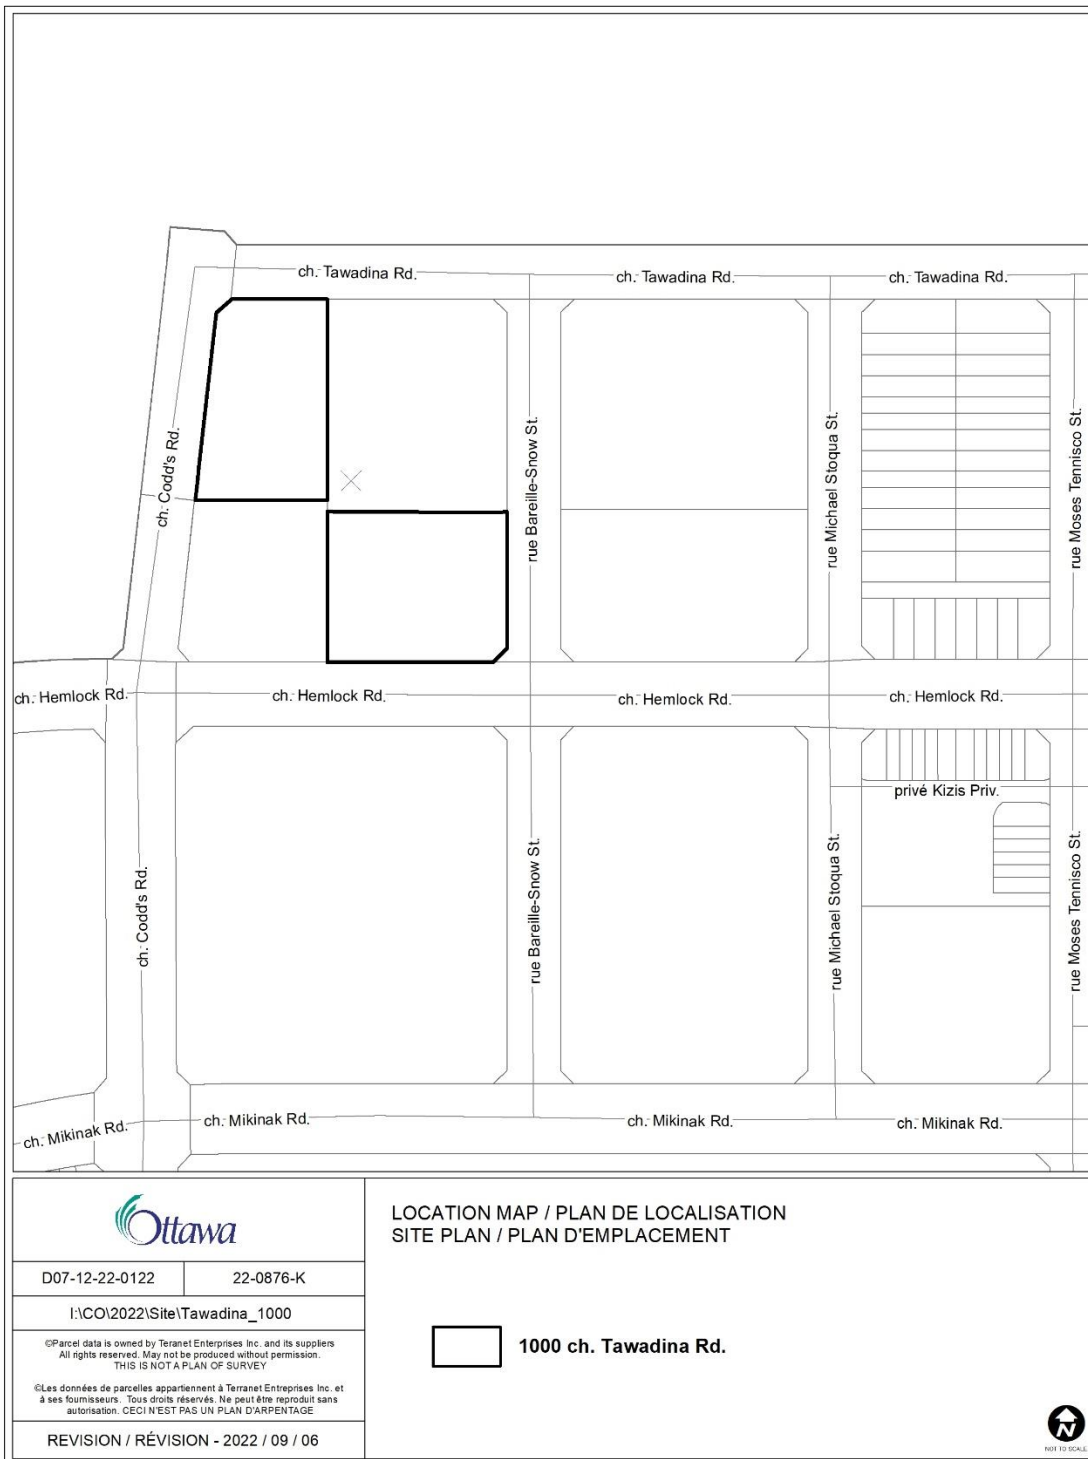 ch. Tawadina Rd.
ch. Tawadina Rd.
ch. Tawadina Rd.
ch. Codd's Rd.
rue Bareille-Snow St.
rue Michael Stoqua St.
rue Moses Tennisco St.
ch. Hemlock Rd.
ch. Hemlock Rd.
ch. Hemlock Rd.
ch. Hemlock Rd.
privé Kizis Priv.
ch. Codd's Rd.
rue Bareille-Snow St.
rue Michael Stoqua St.
rue Moses Tennisco St.
ch. Mikinak Rd.
ch. Mikinak Rd.
ch. Mikinak Rd.
ch. Mikinak Rd.
Ottawa
D07-12-22-0122
22-0876-K
I:\CO\2022\Site\Tawadina_1000
©Parcel data is owned by Teranet Enterprises Inc. and its suppliers
All rights reserved. May not be produced without permission.
THIS IS NOT A PLAN OF SURVEY
©Les données de parcelles appartiennent à Terranet Entreprises Inc. et
à ses fournisseurs. Tous droits réservés. Ne peut être reproduit sans
autorisation. CECI N'EST PAS UN PLAN D'ARPENTAGE
REVISION / RÉVISION - 2022 / 09 / 06
LOCATION MAP / PLAN DE LOCALISATION
SITE PLAN / PLAN D'EMPLACEMENT
1000 ch. Tawadina Rd.
N
NOT TO SCALE